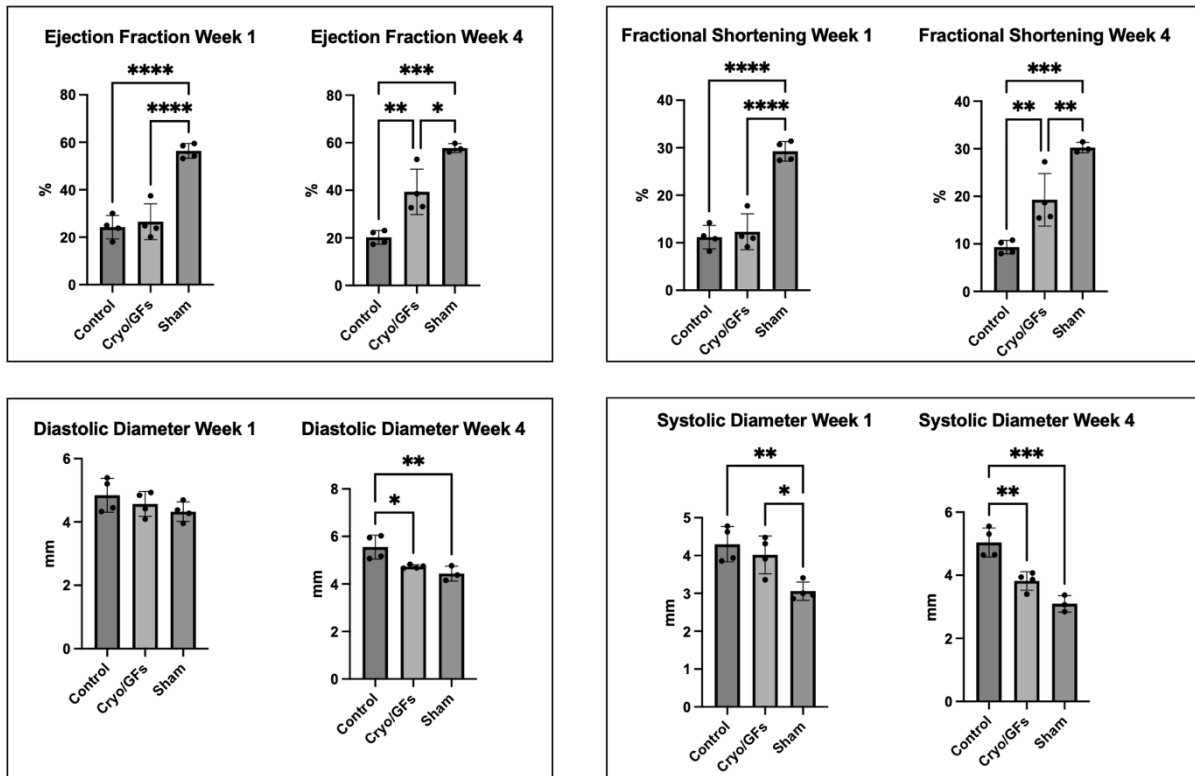 Ejection Fraction Week 1
****
****
80
60
40
20
0
%
Control
Cryo/GFs
Sham
Ejection Fraction Week 4
***
**
*
80
60
40
20
0
%
Control
Cryo/GFs
Sham
Fractional Shortening Week 1
****
****
40
30
20
10
0
%
Control
Cryo/GFs
Sham
Fractional Shortening Week 4
***
**
**
40
30
20
10
0
%
Control
Cryo/GFs
Sham
Diastolic Diameter Week 1
6
4
2
0
mm
Control
Cryo/GFs
Sham
Diastolic Diameter Week 4
**
*
8
6
4
2
0
mm
Control
Cryo/GFs
Sham
Systolic Diameter Week 1
**
*
5
4
3
2
1
0
mm
Control
Cryo/GFs
Sham
Systolic Diameter Week 4
***
**
6
4
2
0
mm
Control
Cryo/GFs
Sham